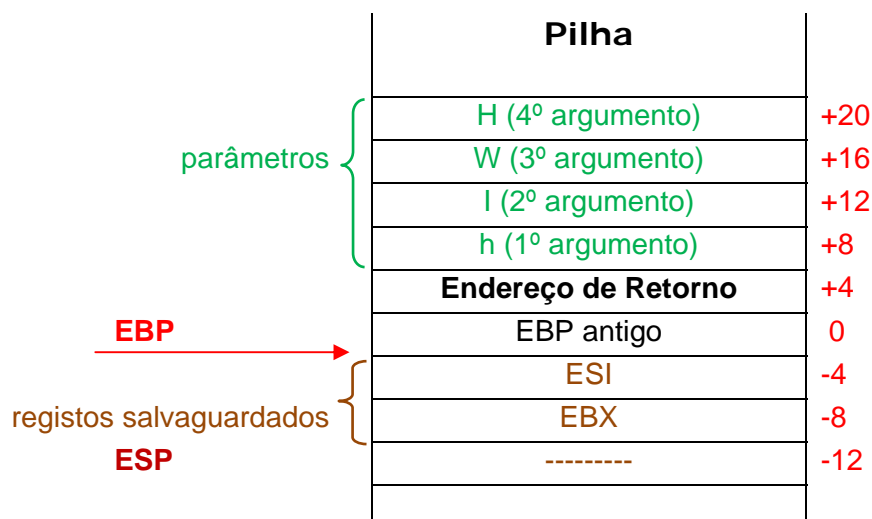 Pilha
H (4º argumento) +20
parâmetros W (3º argumento) +16
I (2º argumento) +12
h (1º argumento) +8
Endereço de Retorno +4
EBP EBP antigo 0
ESI -4
registos salvaguardados EBX -8
ESP --------- -12